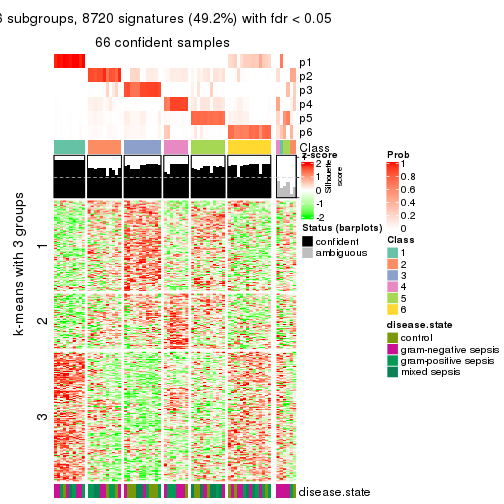 6 subgroups, 8720 signatures (49.2%) with fdr < 0.05
66 confident samples
p1
p2
p3
p4
p5
p6
Class
z-score
2
1
0
-1
-2
Silhouette
score
Status (barplots)
confident
ambiguous
Prob
1
0.8
0.6
0.4
0.2
0
Class
1
2
3
4
5
6
disease.state
control
gram-negative sepsis
gram-positive sepsis
mixed sepsis
k-means with 3 groups
1
2
3
disease.state